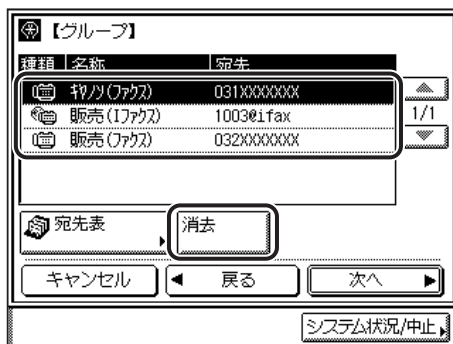 【グループ】
種類 名称 宛先
キヤノン(ファクス) 031XXXXXXX
販売(Iファクス) 1003@ifax
販売(ファクス) 032XXXXXXX
1/1
宛先表 消去
キャンセル ◀ 戻る 次へ ▶
システム状況/中止